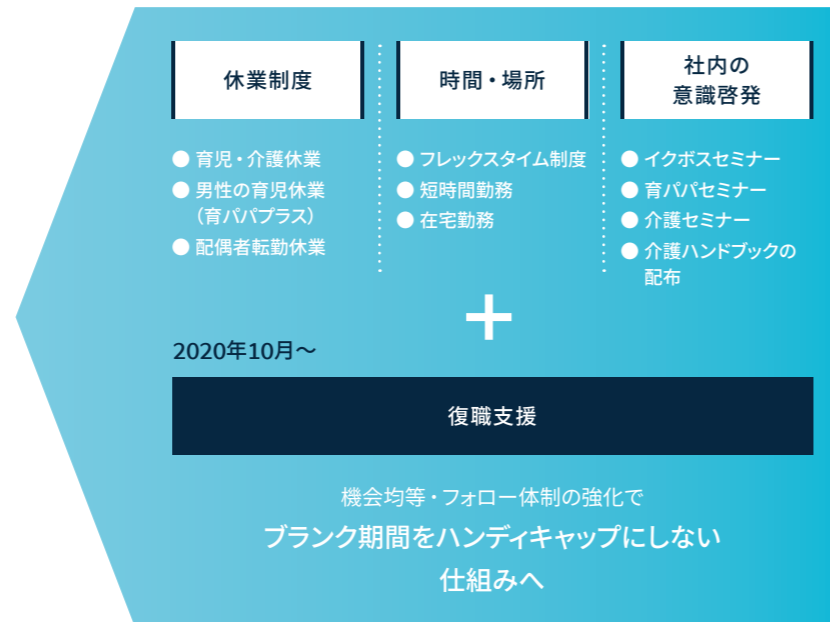 休業制度
● 育児・介護休業
● 男性の育児休業
（育パパプラス）
● 配偶者転勤休業
時間・場所
● フレックスタイム制度
● 短時間勤務
● 在宅勤務
社内の
意識啓発
● イクボスセミナー
● 育パパセミナー
● 介護セミナー
● 介護ハンドブックの
配布
+
2020年10月～
復職支援
機会均等・フォロー体制の強化で
ブランク期間をハンディキャップにしない
仕組みへ